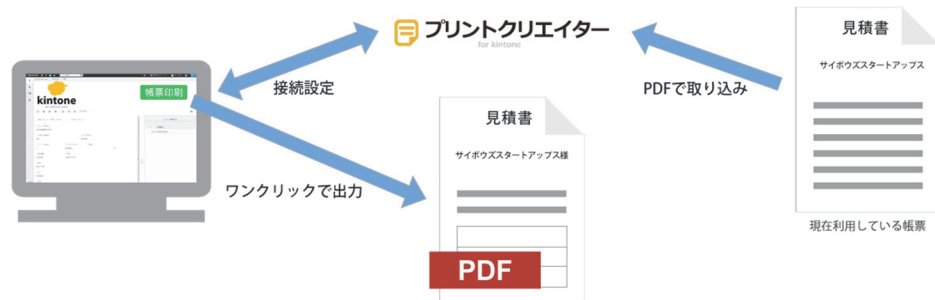 プリントクリエイター
for kintone
見積書
サイボウズスタートアップス
現在利用している帳票
PDFで取り込み
接続設定
kintone
帳票印刷
ワンクリックで出力
見積書
サイボウズスタートアップス様
PDF